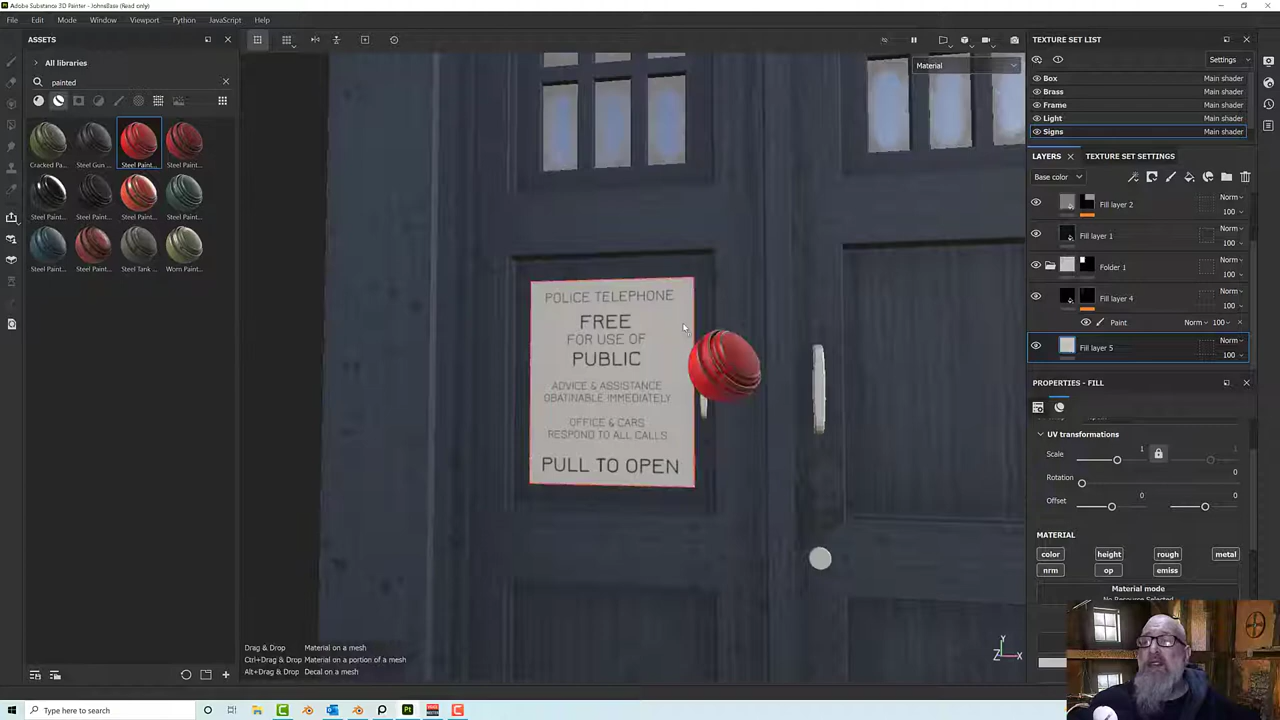 Adobe Substance 3D Painter - JohnsBase (Read only)
File Edit Mode Window Viewport Python JavaScript Help
ASSETS
All libraries
painted
Cracked Pa...
Steel Gun ...
Steel Paint...
Steel Paint...
Steel Paint...
Steel Paint...
Steel Paint...
Steel Paint...
Steel Paint...
Steel Paint...
Steel Tank ...
Worn Paint...
Material
POLICE TELEPHONE
FREE
FOR USE OF
PUBLIC
ADVICE & ASSISTANCE
OBATINABLE IMMEDIATELY
OFFICE & CARS
RESPOND TO ALL CALLS
PULL TO OPEN
Drag & Drop Material on a mesh
Ctrl+Drag & Drop Material on a portion of a mesh
Alt+Drag & Drop Decal on a mesh
Y
Z X
TEXTURE SET LIST
Settings
Box Main shader
Brass Main shader
Frame Main shader
Light Main shader
Signs Main shader
LAYERS TEXTURE SET SETTINGS
Base color
Fill layer 2 Norm 100
Fill layer 1 Norm 100
Folder 1 Norm 100
Fill layer 4 Norm 100
Paint Norm 100
Fill layer 5 Norm 100
PROPERTIES - FILL
UV transformations
Scale 1 1
Rotation 0
Offset 0 0
MATERIAL
color height rough metal
nrm op emiss
Material mode
Type here to search